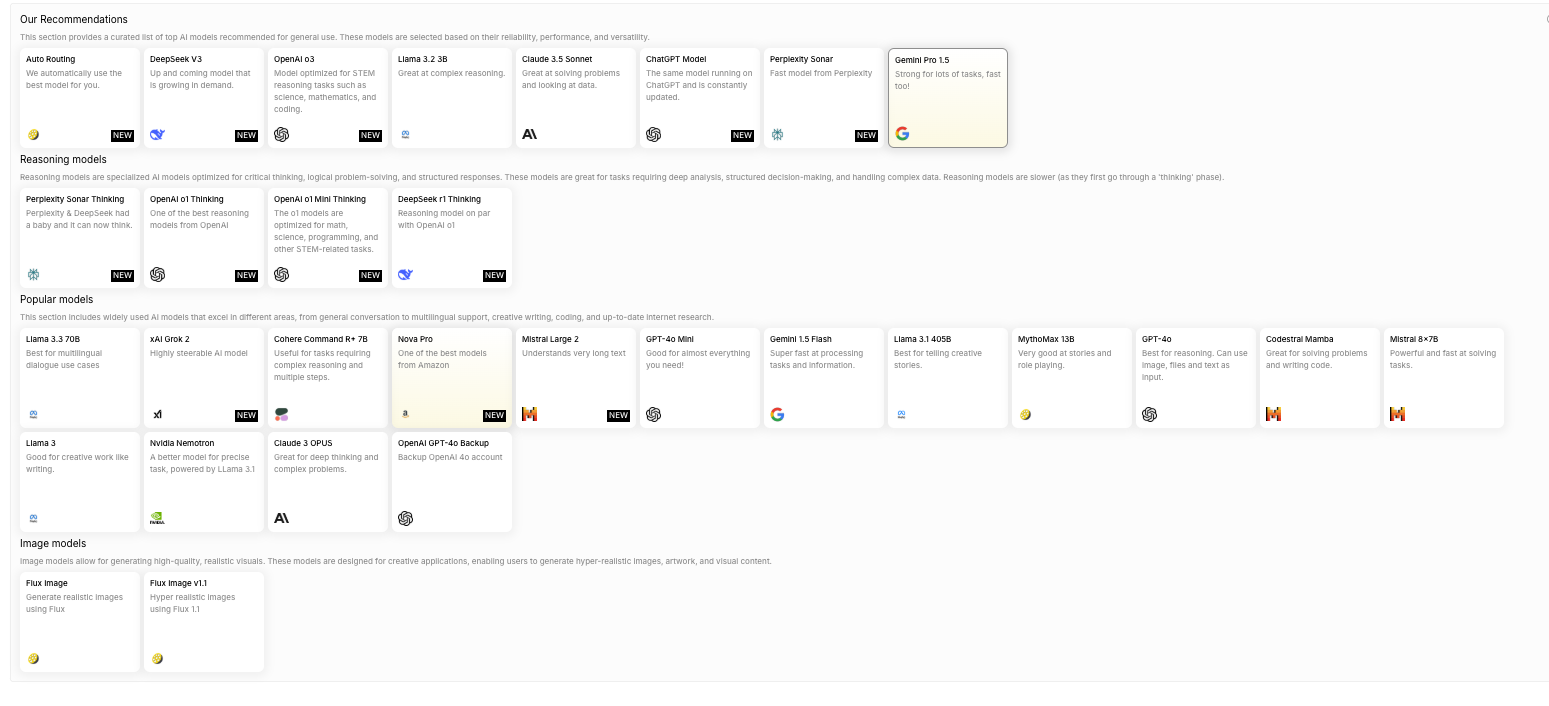 Our Recommendations
This section provides a curated list of top AI models recommended for general use. These models are selected based on their reliability, performance, and versatility.
Auto Routing
We automatically use the
best model for you.
NEW
DeepSeek V3
Up and coming model that
is growing in demand.
NEW
OpenAI o3
Model optimized for STEM
reasoning tasks such as
science, mathematics, and
coding.
NEW
Llama 3.2 3B
Great at complex reasoning.
Claude 3.5 Sonnet
Great at solving problems
and looking at data.
ChatGPT Model
The same model running on
ChatGPT and is constantly
updated.
NEW
Perplexity Sonar
Fast model from Perplexity
NEW
Gemini Pro 1.5
Strong for lots of tasks, fast
too!
Reasoning models
Reasoning models are specialized AI models optimized for critical thinking, logical problem-solving, and structured responses. These models are great for tasks requiring deep analysis, structured decision-making, and handling complex data. Reasoning models are slower (as they first go through a 'thinking' phase).
Perplexity Sonar Thinking
Perplexity & DeepSeek had
a baby and it can now think.
NEW
OpenAI o1 Thinking
One of the best reasoning
models from OpenAI
NEW
OpenAI o1 Mini Thinking
The o1 models are
optimized for math,
science, programming, and
other STEM-related tasks.
NEW
DeepSeek r1 Thinking
Reasoning model on par
with OpenAI o1
NEW
Popular models
This section includes widely used AI models that excel in different areas, from general conversation to multilingual support, creative writing, coding, and up-to-date internet research.
Llama 3.3 70B
Best for multilingual
dialogue use cases
xAI Grok 2
Highly steerable AI model
NEW
Cohere Command R+ 7B
Useful for tasks requiring
complex reasoning and
multiple steps.
Nova Pro
One of the best models
from Amazon
NEW
Mistral Large 2
Understands very long text
NEW
GPT-4o Mini
Good for almost everything
you need!
Gemini 1.5 Flash
Super fast at processing
tasks and information.
Llama 3.1 405B
Best for telling creative
stories.
MythoMax 13B
Very good at stories and
role playing.
GPT-4o
Best for reasoning. Can use
image, files and text as
input.
Codestral Mamba
Great for solving problems
and writing code.
Mistral 8x7B
Powerful and fast at solving
tasks.
Llama 3
Good for creative work like
writing.
Nvidia Nemotron
A better model for precise
task, powered by LLama 3.1
NVIDIA
Claude 3 OPUS
Great for deep thinking and
complex problems.
OpenAI GPT-4o Backup
Backup OpenAI 4o account
Image models
Image models allow for generating high-quality, realistic visuals. These models are designed for creative applications, enabling users to generate hyper-realistic images, artwork, and visual content.
Flux Image
Generate realistic images
using Flux
Flux Image v1.1
Hyper realistic images
using Flux 1.1